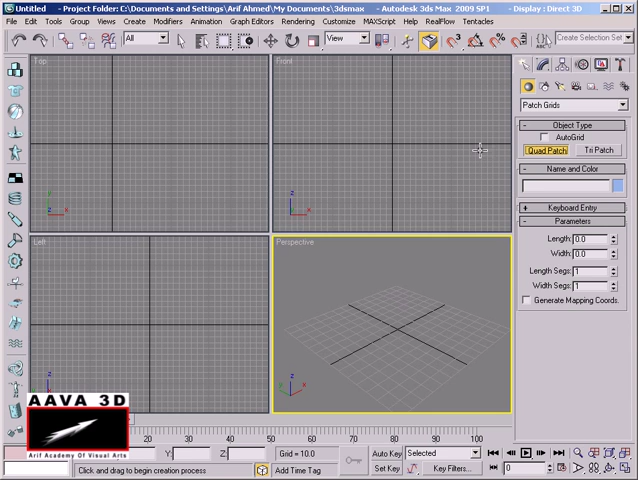 Untitled - Project Folder: C:\Documents and Settings\Arif Ahmed\My Documents\3dsmax - Autodesk 3ds Max 2009 SP1 - Display : Direct 3D
File Edit Tools Group Views Create Modifiers Animation Graph Editors Rendering Customize MAXScript Help RealFlow Tentacles
All View Create Selection Set
Top Front
Patch Grids
- Object Type
AutoGrid
Quad Patch Tri Patch
- Name and Color
+ Keyboard Entry
- Parameters
Length: 0.0
Width: 0.0
Length Segs: 1
Width Segs: 1
Generate Mapping Coords.
Left Perspective
z x
y x
AAVA 3D
Arif Academy Of Visual Arts
20 30 40 50 60 70 80 90 100
Y: Z: Grid = 10.0 Auto Key Selected
Click and drag to begin creation process Add Time Tag Set Key Key Filters... 0